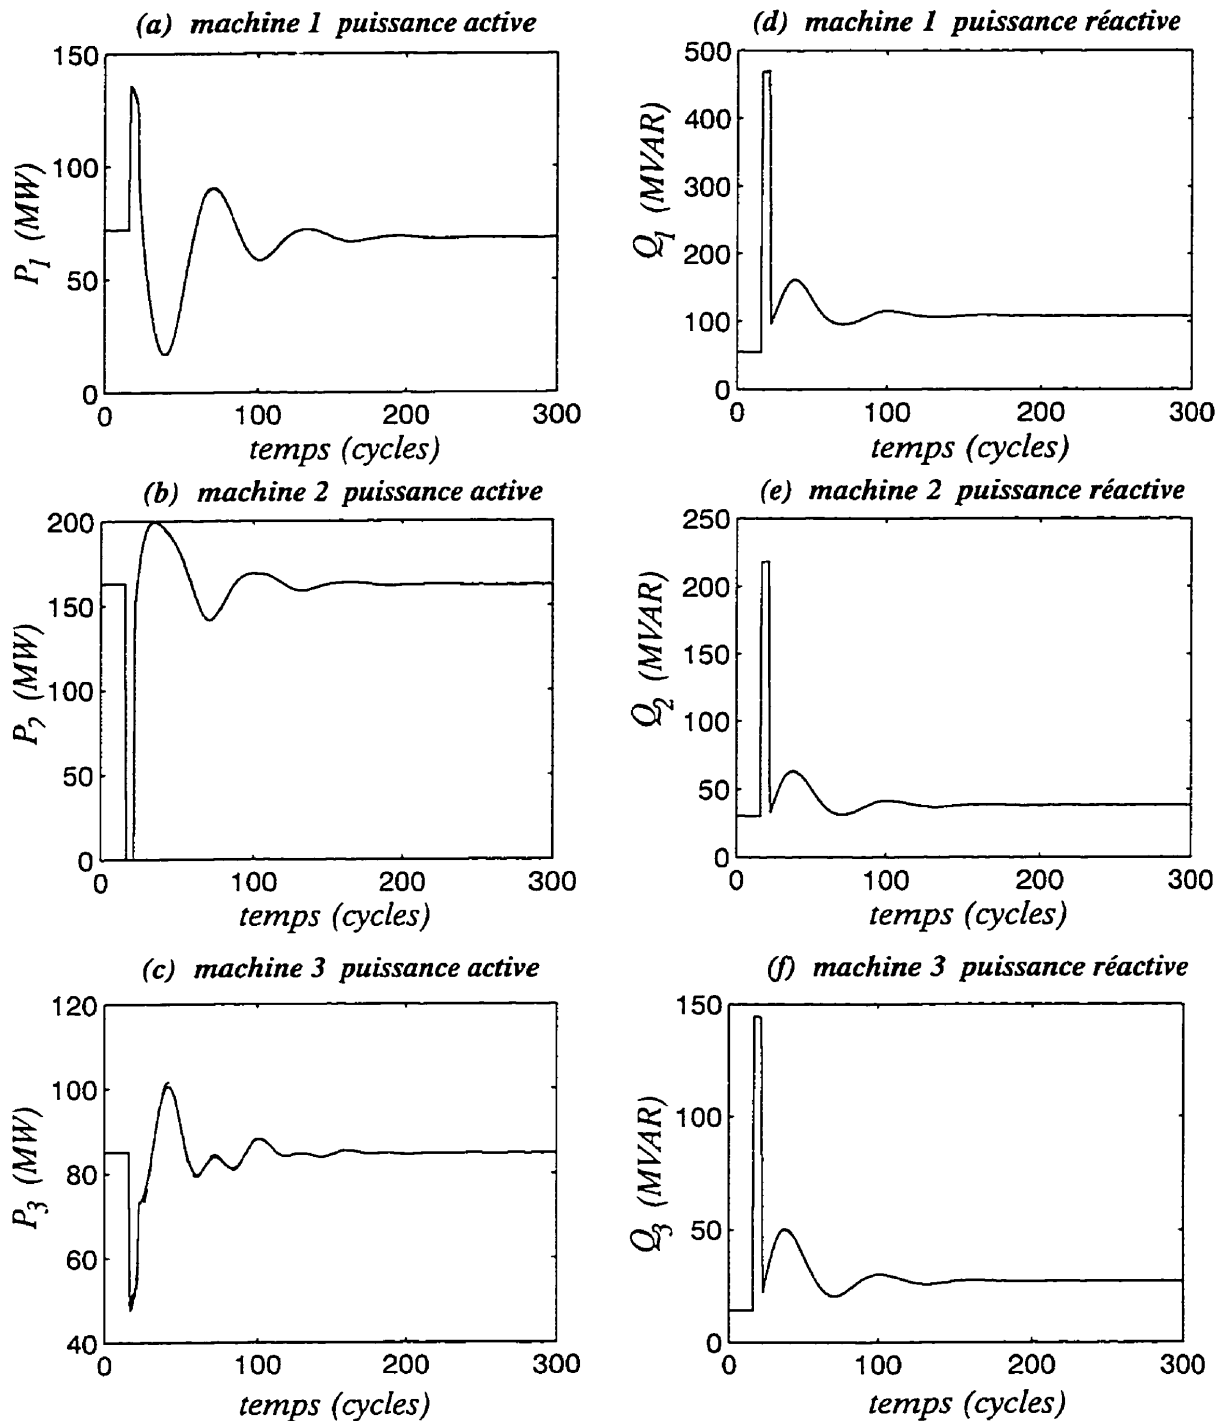 (a) machine 1 puissance active
150
100
50
0
P1 (MW)
0 100 200 300
temps (cycles)
(d) machine 1 puissance réactive
500
400
300
200
100
0
Q1 (MVAR)
0 100 200 300
temps (cycles)
(b) machine 2 puissance active
200
150
100
50
0
P2 (MW)
0 100 200 300
temps (cycles)
(e) machine 2 puissance réactive
250
200
150
100
50
0
Q2 (MVAR)
0 100 200 300
temps (cycles)
(c) machine 3 puissance active
120
100
80
60
40
P3 (MW)
0 100 200 300
temps (cycles)
(f) machine 3 puissance réactive
150
100
50
0
Q3 (MVAR)
0 100 200 300
temps (cycles)